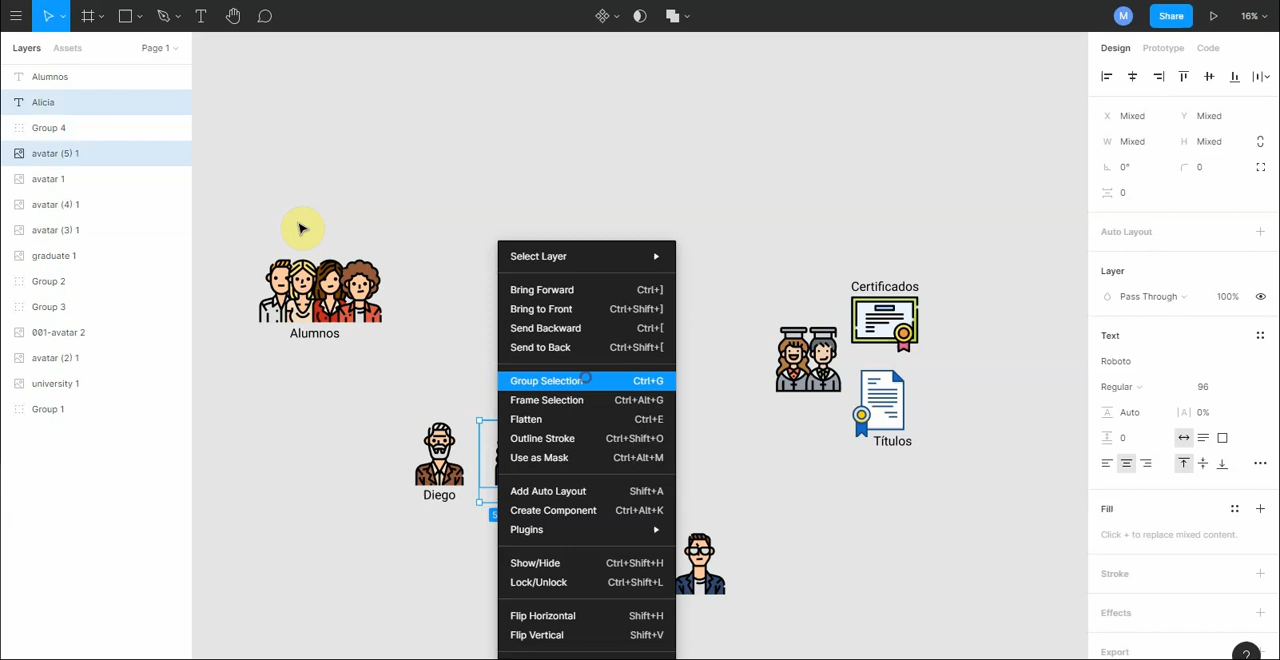 M
Share
16%
Layers
Assets
Page 1
Alumnos
Alicia
Group 4
avatar (5) 1
avatar 1
avatar (4) 1
avatar (3) 1
graduate 1
Group 2
Group 3
001-avatar 2
avatar (2) 1
university 1
Group 1
Alumnos
Diego
5
Select Layer
Bring Forward Ctrl+]
Bring to Front Ctrl+Shift+]
Send Backward Ctrl+[
Send to Back Ctrl+Shift+[
Group Selection Ctrl+G
Frame Selection Ctrl+Alt+G
Flatten Ctrl+E
Outline Stroke Ctrl+Shift+O
Use as Mask Ctrl+Alt+M
Add Auto Layout Shift+A
Create Component Ctrl+Alt+K
Plugins
Show/Hide Ctrl+Shift+H
Lock/Unlock Ctrl+Shift+L
Flip Horizontal Shift+H
Flip Vertical Shift+V
Certificados
Títulos
Design
Prototype
Code
X Mixed Y Mixed
W Mixed H Mixed
0° 0
0
Auto Layout
Layer
Pass Through 100%
Text
Roboto
Regular 96
Auto |A| 0%
0
Fill
Click + to replace mixed content.
Stroke
Effects
Export
?